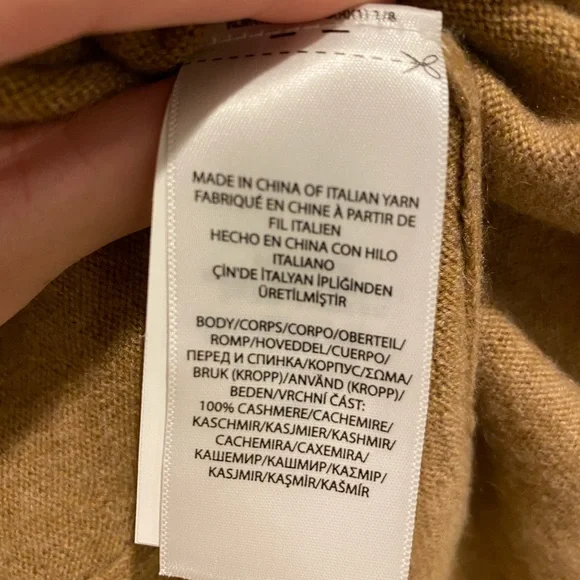 MADE IN CHINA OF ITALIAN YARN
FABRIQUÉ EN CHINE À PARTIR DE
FIL ITALIEN
HECHO EN CHINA CON HILO
ITALIANO
ÇİN'DE İTALYAN İPLİĞİNDEN
ÜRETİLMİŞTİR
BODY/CORPS/CORPO/OBERTEIL/
ROMP/HOVEDDEL/CUERPO/
ПЕРЕД И СПИНКА/КОРПУС/ΣΩΜΑ/
BRUK (KROPP)/ANVÄND (KROPP)/
BEDEN/VRCHNÍ ČÁST:
100% CASHMERE/CACHEMIRE/
KASCHMIR/KASJMIER/KASHMIR/
CACHEMIRA/CAXEMIRA/
КАШЕМИР/КАШМИР/ΚΑΣΜΙΡ/
KASJMIR/KAŞMİR/KAŠMÍR